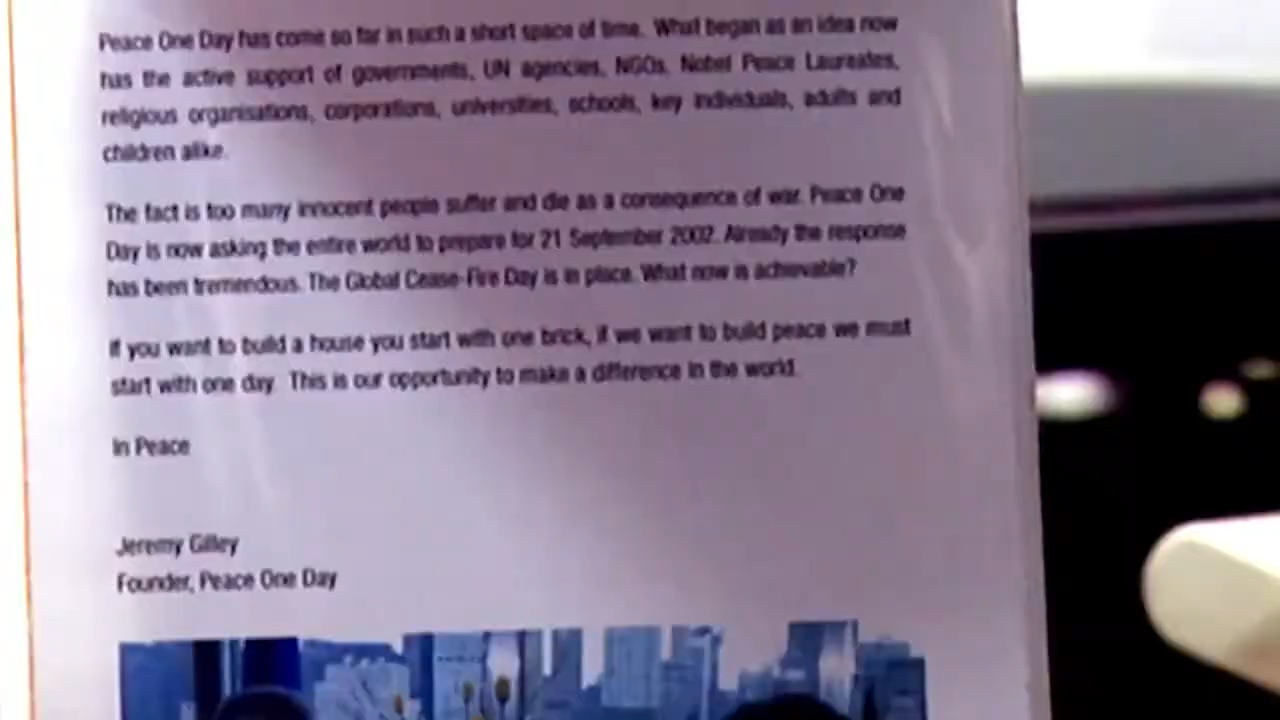 Peace One Day has come so far in such a short space of time. What began as an idea now
has the active support of governments, UN agencies, NGOs, Nobel Peace Laureates,
religious organisations, corporations, universities, schools, key individuals, adults and
children alike.
The fact is too many innocent people suffer and die as a consequence of war. Peace One
Day is now asking the entire world to prepare for 21 September 2002. Already the response
has been tremendous. The Global Cease-Fire Day is in place. What now is achievable?
If you want to build a house you start with one brick, if we want to build peace we must
start with one day. This is our opportunity to make a difference in the world.
In Peace
Jeremy Gilley
Founder, Peace One Day